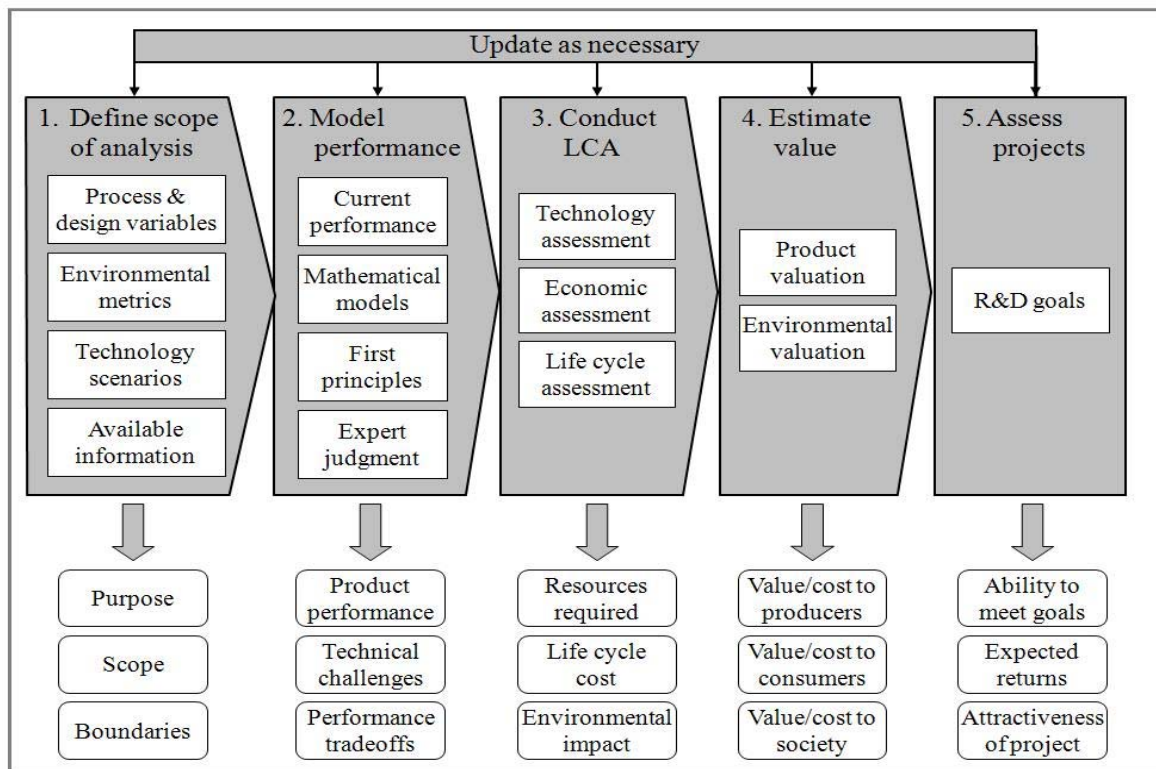 Update as necessary
1. Define scope
of analysis
Process &
design variables
Environmental
metrics
Technology
scenarios
Available
information
2. Model
performance
Current
performance
Mathematical
models
First
principles
Expert
judgment
3. Conduct
LCA
Technology
assessment
Economic
assessment
Life cycle
assessment
4. Estimate
value
Product
valuation
Environmental
valuation
5. Assess
projects
R&D goals
Purpose
Scope
Boundaries
Product
performance
Technical
challenges
Performance
tradeoffs
Resources
required
Life cycle
cost
Environmental
impact
Value/cost to
producers
Value/cost to
consumers
Value/cost to
society
Ability to
meet goals
Expected
returns
Attractiveness
of project